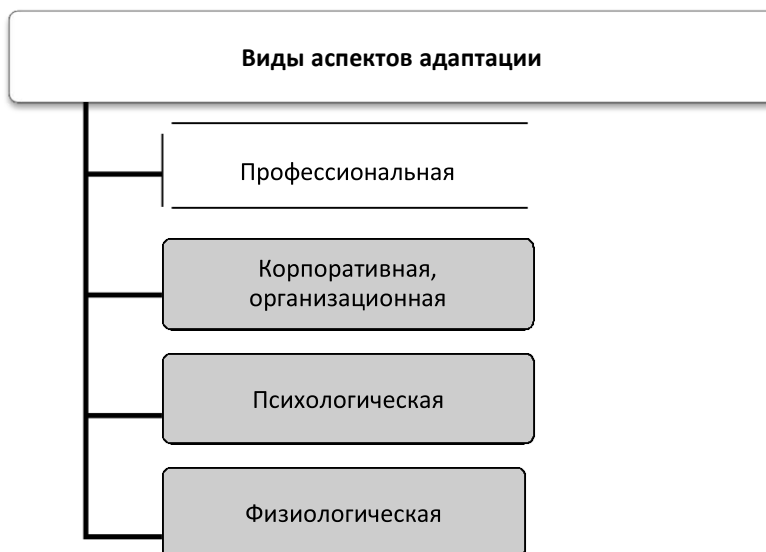 Виды аспектов адаптации
Профессиональная
Корпоративная,
организационная
Психологическая
Физиологическая